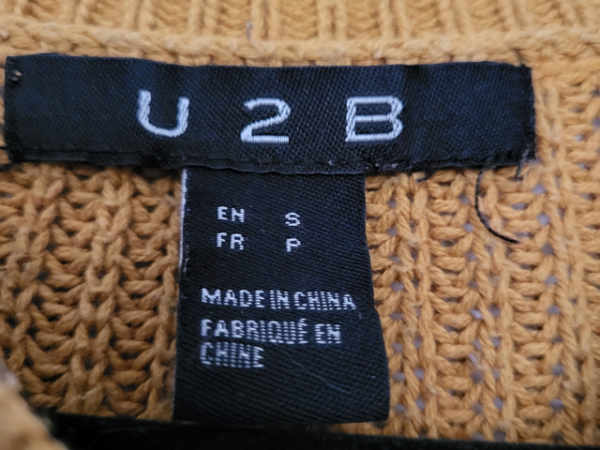 U2B
EN S
FR P
MADE IN CHINA
FABRIQUÉ EN
CHINE